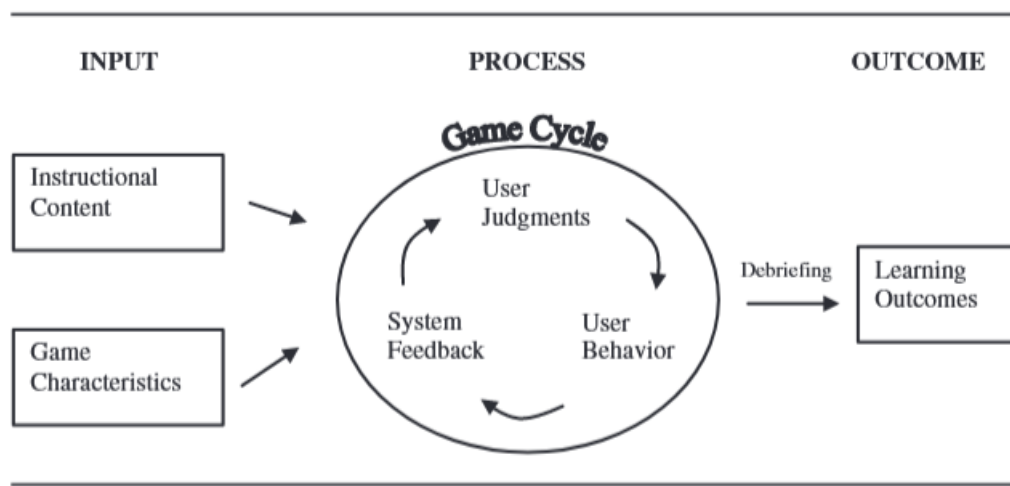 INPUT
PROCESS
OUTCOME
Game Cycle
Instructional
Content
User
Judgments
Debriefing
Learning
Outcomes
System
Feedback
User
Behavior
Game
Characteristics